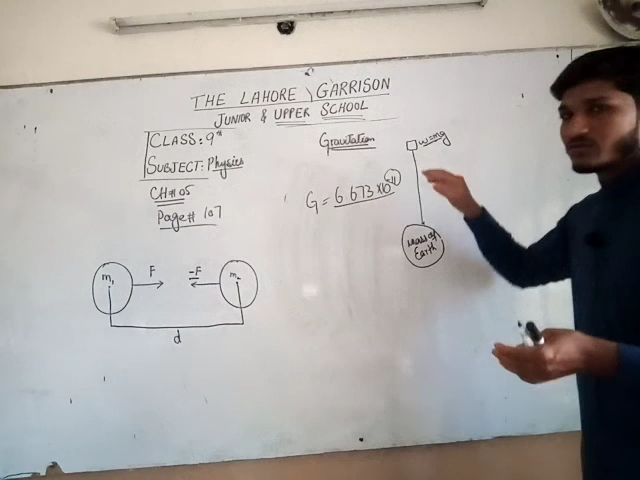 THE LAHORE GARRISON
JUNIOR & UPPER SCHOOL
CLASS: 9th
SUBJECT: Physics
CH# 05
Page# 107
Gravitation
G = 6.673 × 10⁻¹¹
w=mg
Mass of
Earth
m₁
F
-F
m₂
d